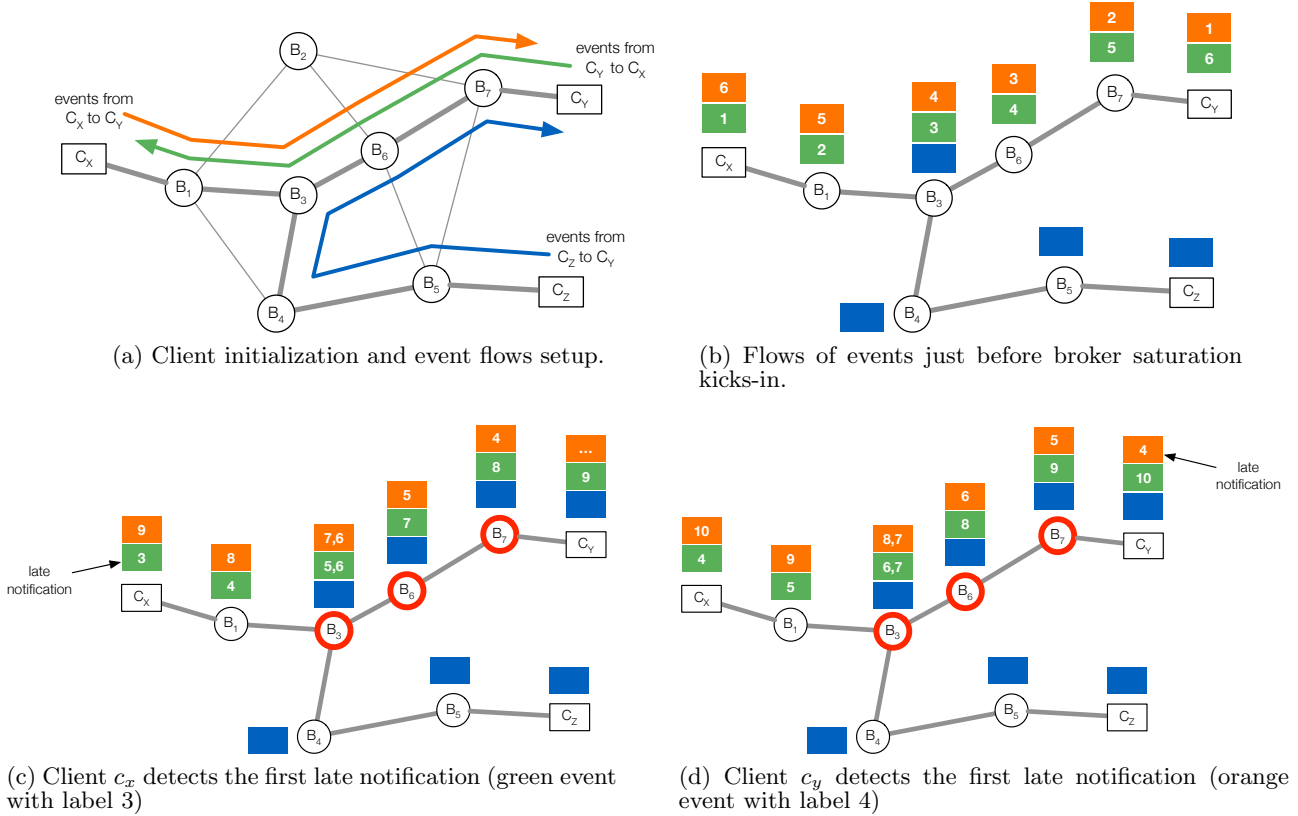 B2
events from
CY to CX
B7
CY
events from
CX to CY
B6
CX
B1
B3
events from
CZ to CY
B5
CZ
B4
(a) Client initialization and event flows setup.
2
5
1
6
6
1
5
2
4
3
3
4
B7
CY
B6
CX
B1
B3
B5
CZ
B4
(b) Flows of events just before broker saturation
kicks-in.
4
8
...
9
5
7
9
3
8
4
7,6
5,6
late
notification
B7
CY
B6
CX
B1
B3
B5
CZ
B4
(c) Client cx detects the first late notification (green event
with label 3)
5
9
4
10
late
notification
6
8
10
4
9
5
8,7
6,7
B7
CY
B6
CX
B1
B3
B5
CZ
B4
(d) Client cy detects the first late notification (orange
event with label 4)